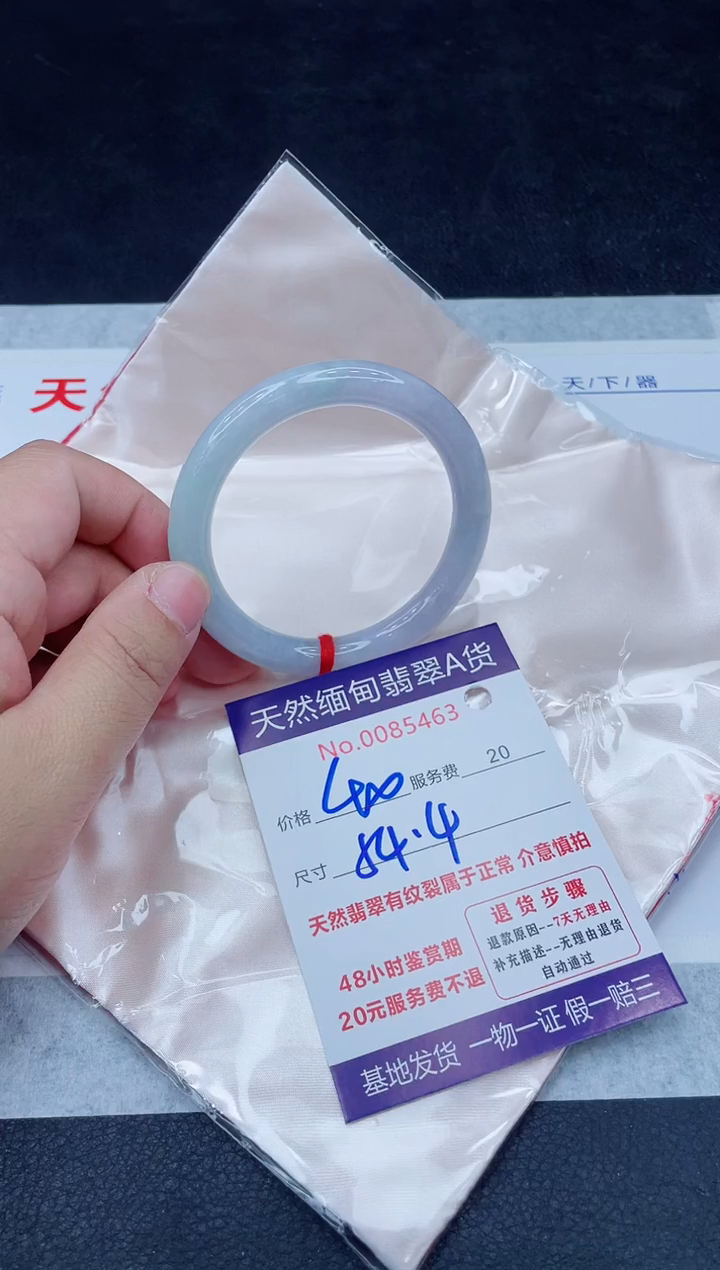 天
天/下/器
天然缅甸翡翠A货
No.0085463
价格 400 服务费 20
尺寸 54.4
天然翡翠有纹裂属于正常 介意慎拍
48小时鉴赏期
20元服务费不退
退货步骤
退款原因--7天无理由
补充描述--无理由退货
自动通过
基地发货 一物一证 假一赔三